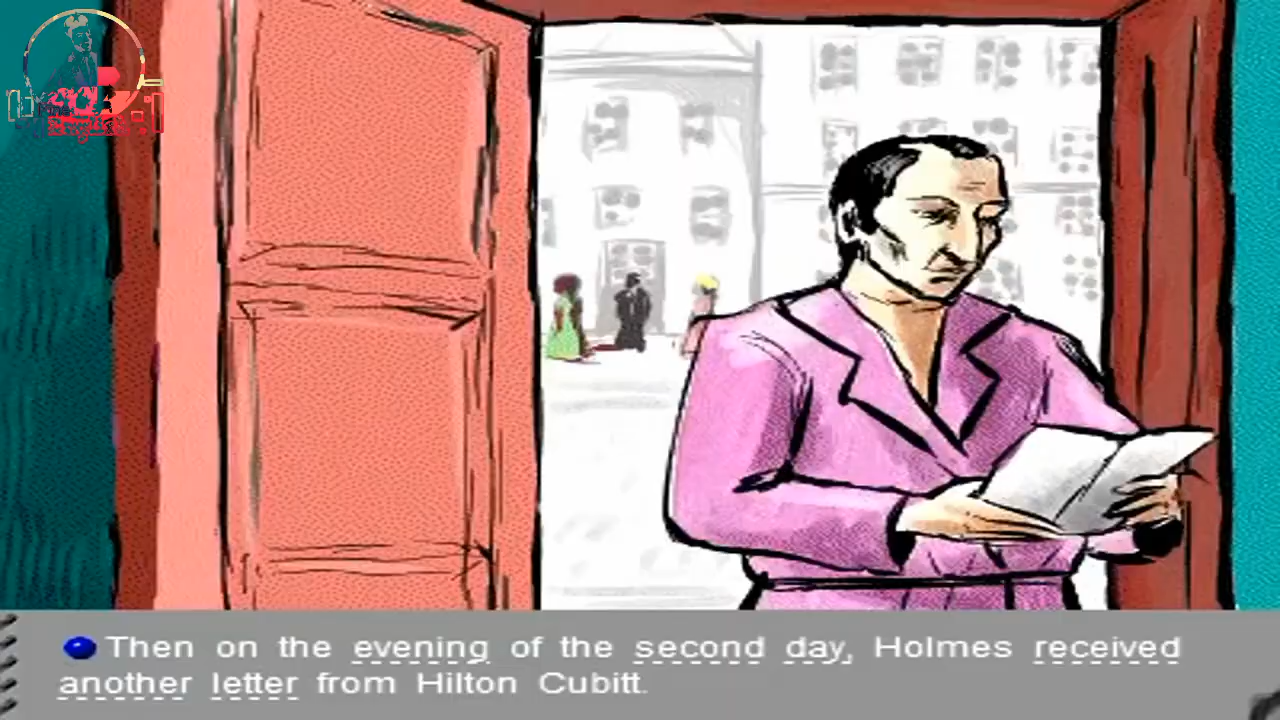 Then on the evening of the second day, Holmes received
another letter from Hilton Cubitt.